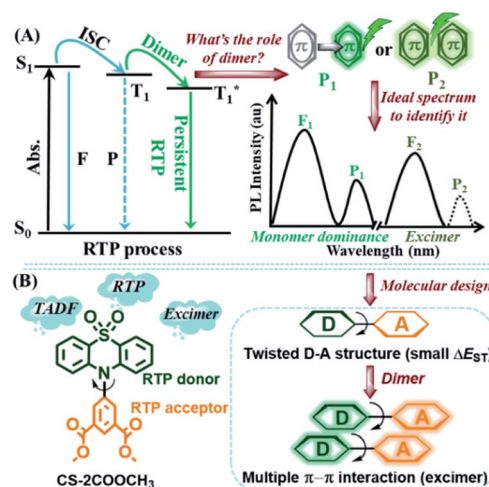 (A)
ISC
Dimer
What's the role
of dimer?
π
π
or
π
π
P1
P2
S1
T1
T1*
Ideal spectrum
to identify it
Abs.
F
P
Persistent
RTP
S0
RTP process
PL Intensity (au)
F1
P1
F2
P2
Monomer dominance
Excimer
Wavelength (nm)
(B)
Molecular design
TADF
RTP
Excimer
O
O
S
RTP donor
N
RTP acceptor
O
O
O
O
CS-2COOCH3
D
A
Twisted D-A structure (small ΔEST)
Dimer
D
A
D
A
Multiple π–π interaction (excimer)